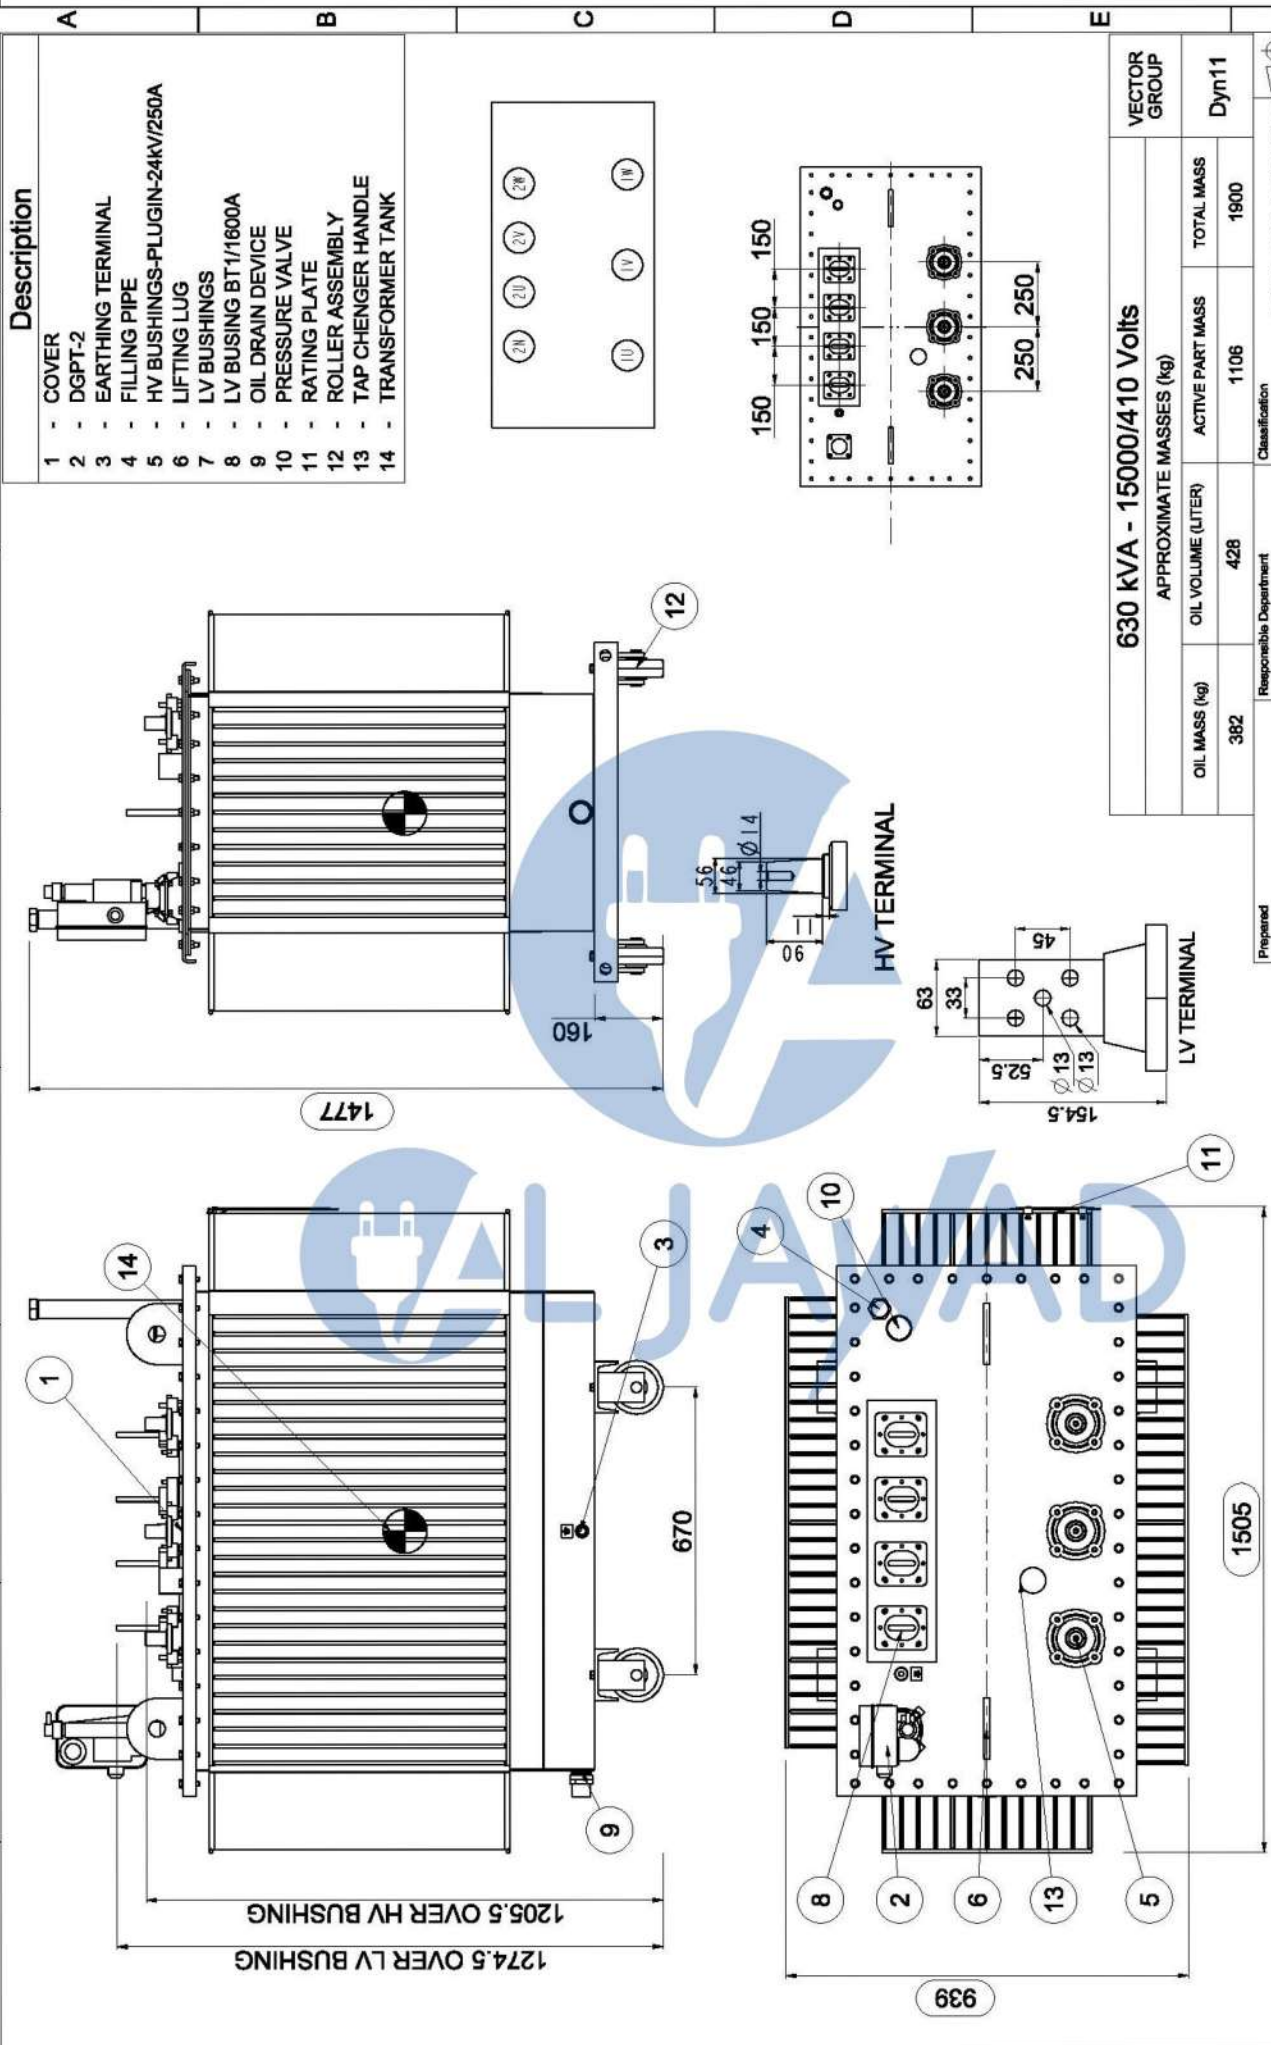 A
B
C
D
E
Description
1 - COVER
2 - DGPT-2
3 - EARTHING TERMINAL
4 - FILLING PIPE
5 - HV BUSHINGS-PLUGIN-24kV/250A
6 - LIFTING LUG
7 - LV BUSHINGS
8 - LV BUSING BT1/1600A
9 - OIL DRAIN DEVICE
10 - PRESSURE VALVE
11 - RATING PLATE
12 - ROLLER ASSEMBLY
13 - TAP CHENGER HANDLE
14 - TRANSFORMER TANK
2N 2U 2V 2W
1U 1V 1W
150 150 150
250 250
12
160
1477
56
46
Ø14
11
90
HV TERMINAL
63
33
45
52.5
Ø13
Ø13
154.5
LV TERMINAL
1
14
3
9
670
1205.5 OVER HV BUSHING
1274.5 OVER LV BUSHING
4
10
11
8
2
6
13
5
939
1505
ALJAWAD
630 kVA - 15000/410 Volts
VECTOR GROUP
APPROXIMATE MASSES (kg)
OIL MASS (kg) OIL VOLUME (LITER) ACTIVE PART MASS TOTAL MASS Dyn11
382 428 1106 1900
Prepared Responsible Department Classification